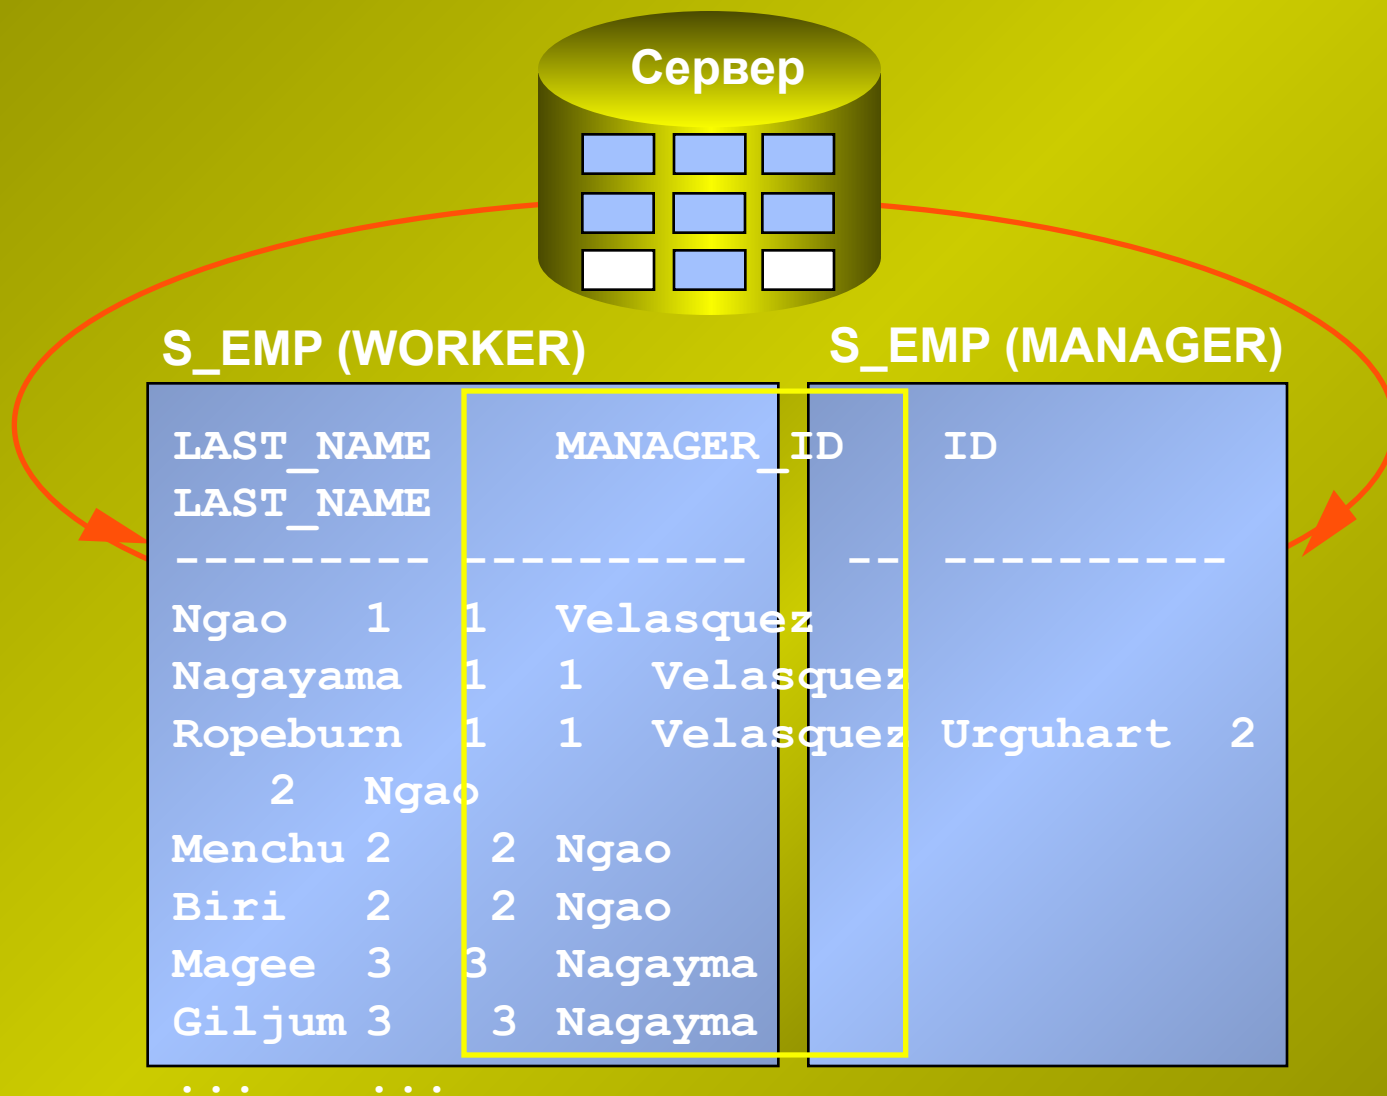 Сервер
S_EMP (WORKER)
S_EMP (MANAGER)
LAST_NAME MANAGER_ID ID
LAST_NAME
--------- ---------- -- ----------
Ngao 1 1 Velasquez
Nagayama 1 1 Velasquez
Ropeburn 1 1 Velasquez Urguhart 2
2 Ngao
Menchu 2 2 Ngao
Biri 2 2 Ngao
Magee 3 3 Nagayma
Giljum 3 3 Nagayma
... ...